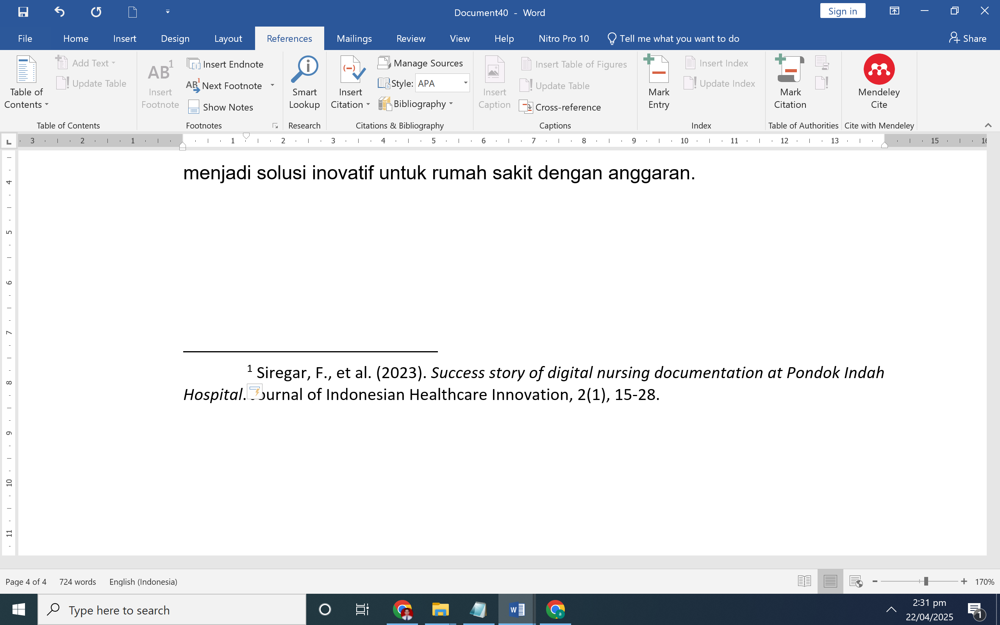 Document40 - Word
Sign in
File Home Insert Design Layout References Mailings Review View Help Nitro Pro 10 Tell me what you want to do Share
Table of Contents
Add Text
Update Table
Table of Contents
AB1
Insert Footnote
Insert Endnote
AB1 Next Footnote
Show Notes
Footnotes
Smart Lookup
Research
Insert Citation
Manage Sources
Style: APA
Bibliography
Citations & Bibliography
Insert Caption
Insert Table of Figures
Update Table
Cross-reference
Captions
Mark Entry
Insert Index
Update Index
Index
Mark Citation
Table of Authorities
Mendeley Cite
Cite with Mendeley
3 2 1 1 2 3 4 5 6 7 8 9 10 11 12 13 15 16
4
5
6
7
8
9
10
11
menjadi solusi inovatif untuk rumah sakit dengan anggaran.
1 Siregar, F., et al. (2023). Success story of digital nursing documentation at Pondok Indah
Hospital. Journal of Indonesian Healthcare Innovation, 2(1), 15-28.
Page 4 of 4 724 words English (Indonesia) 170%
Type here to search
W
a
2:31 pm
22/04/2025
1